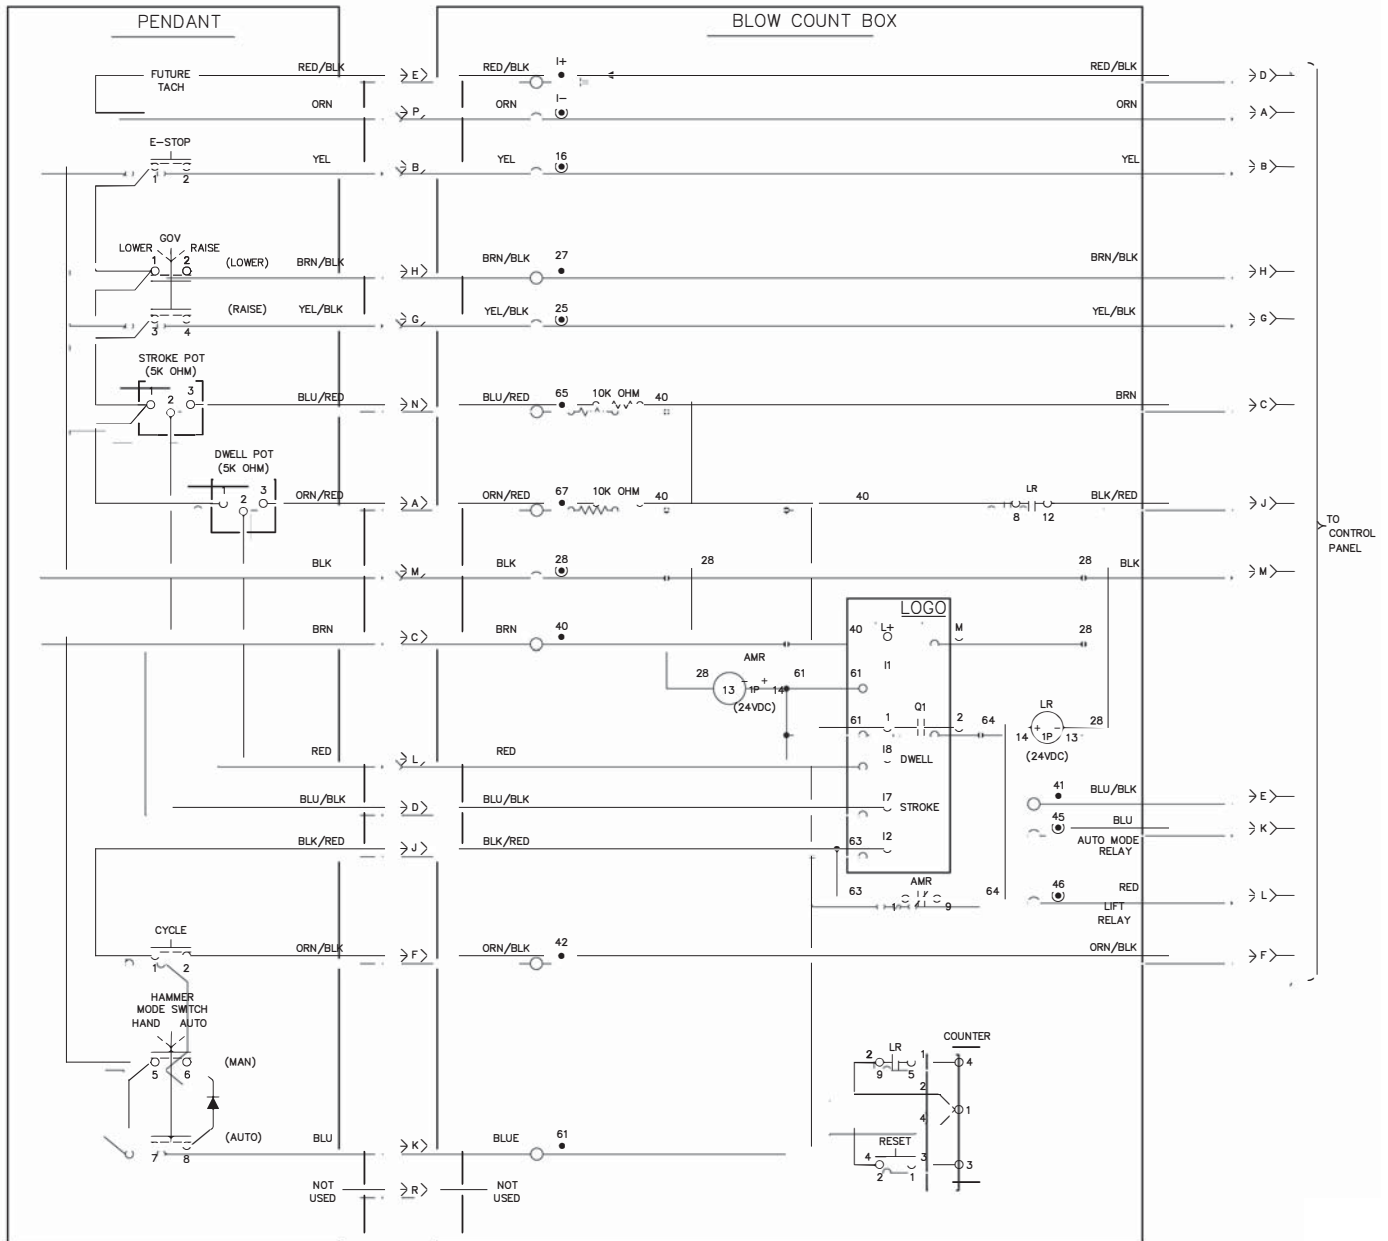 PENDANT
BLOW COUNT BOX
FUTURE
TACH
RED/BLK
E
RED/BLK
I+
RED/BLK
D
ORN
P
ORN
I-
ORN
A
E-STOP
1 2
YEL
B
YEL
16
YEL
B
GOV
LOWER RAISE
1 2
(LOWER)
BRN/BLK
H
BRN/BLK
27
BRN/BLK
H
3 4
(RAISE)
YEL/BLK
G
YEL/BLK
25
YEL/BLK
G
STROKE POT
(5K OHM)
1 2 3
BLU/RED
N
BLU/RED
65
10K OHM
40
BRN
C
DWELL POT
(5K OHM)
1 2 3
ORN/RED
A
ORN/RED
67
10K OHM
40
40
LR
8 12
BLK/RED
J
TO
CONTROL
PANEL
BLK
M
BLK
28
28
28
BLK
M
LOGO
BRN
C
BRN
40
40
L+
M
28
AMR
28
13
- 1P +
14
(24VDC)
61
61
I1
61
1
Q1
2
64
LR
14
+ 1P -
13
28
(24VDC)
RED
L
RED
I8
DWELL
BLU/BLK
D
BLU/BLK
I7
STROKE
41
BLU/BLK
E
45
BLU
K
AUTO MODE
RELAY
BLK/RED
J
BLK/RED
63
I2
AMR
63
1 9
64
46
RED
L
LIFT
RELAY
CYCLE
1 2
ORN/BLK
F
ORN/BLK
42
ORN/BLK
F
HAMMER
MODE SWITCH
HAND AUTO
5 6
(MAN)
COUNTER
LR
2 1
9 5
4
2
1
4
(AUTO)
7 8
BLU
K
BLUE
61
RESET
4 3
2 1
3
NOT
USED
R
NOT
USED